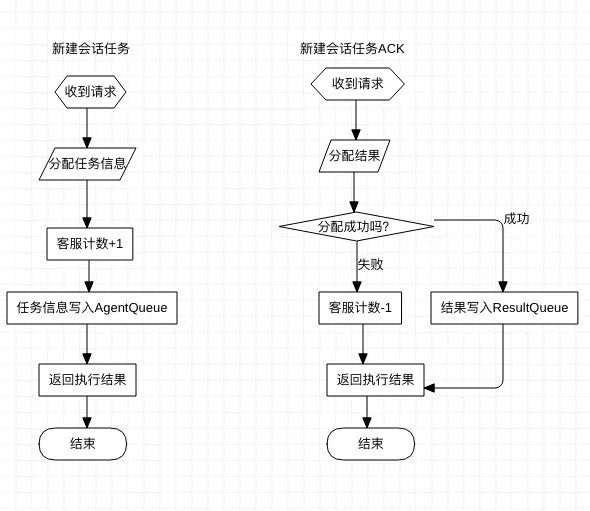 新建会话任务
收到请求
分配任务信息
客服计数+1
任务信息写入AgentQueue
返回执行结果
结束
新建会话任务ACK
收到请求
分配结果
分配成功吗?
成功
失败
客服计数-1
结果写入ResultQueue
返回执行结果
结束